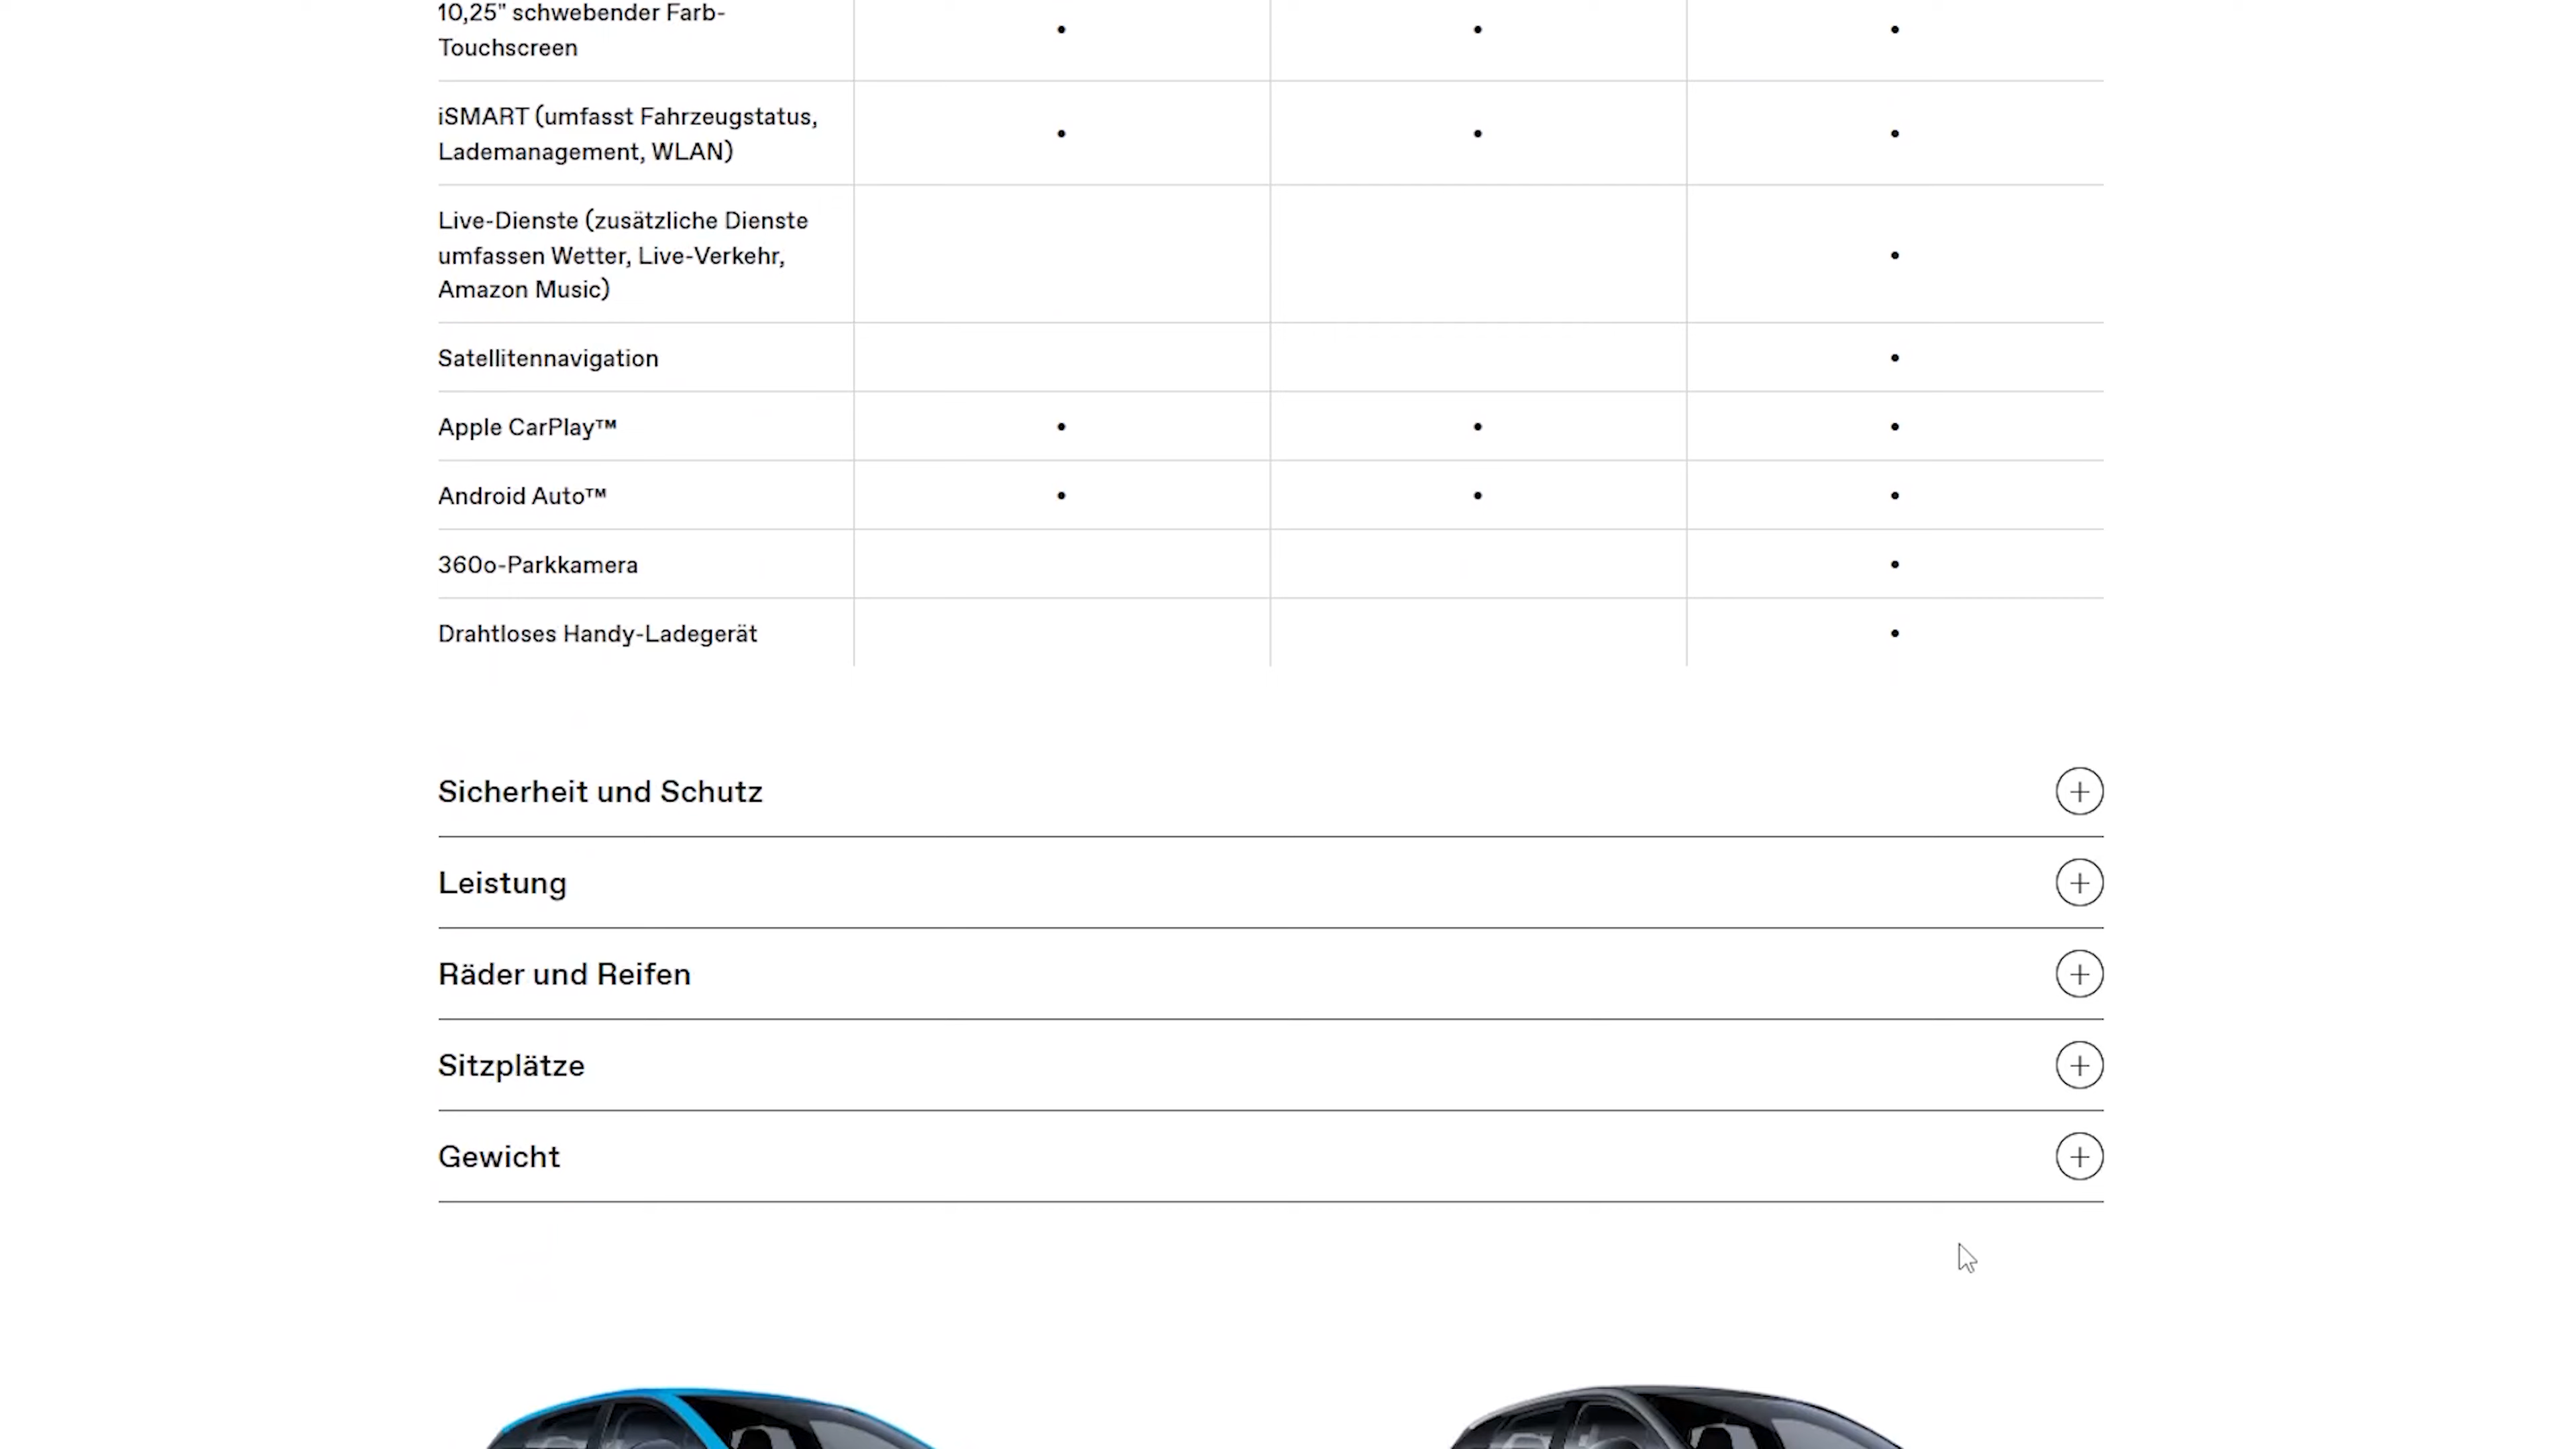 10,25" schwebender Farb-
Touchscreen
• • •
iSMART (umfasst Fahrzeugstatus,
Lademanagement, WLAN)
• • •
Live-Dienste (zusätzliche Dienste
umfassen Wetter, Live-Verkehr,
Amazon Music)
•
Satellitennavigation •
Apple CarPlay™ • • •
Android Auto™ • • •
360o-Parkkamera •
Drahtloses Handy-Ladegerät •
Sicherheit und Schutz
Leistung
Räder und Reifen
Sitzplätze
Gewicht